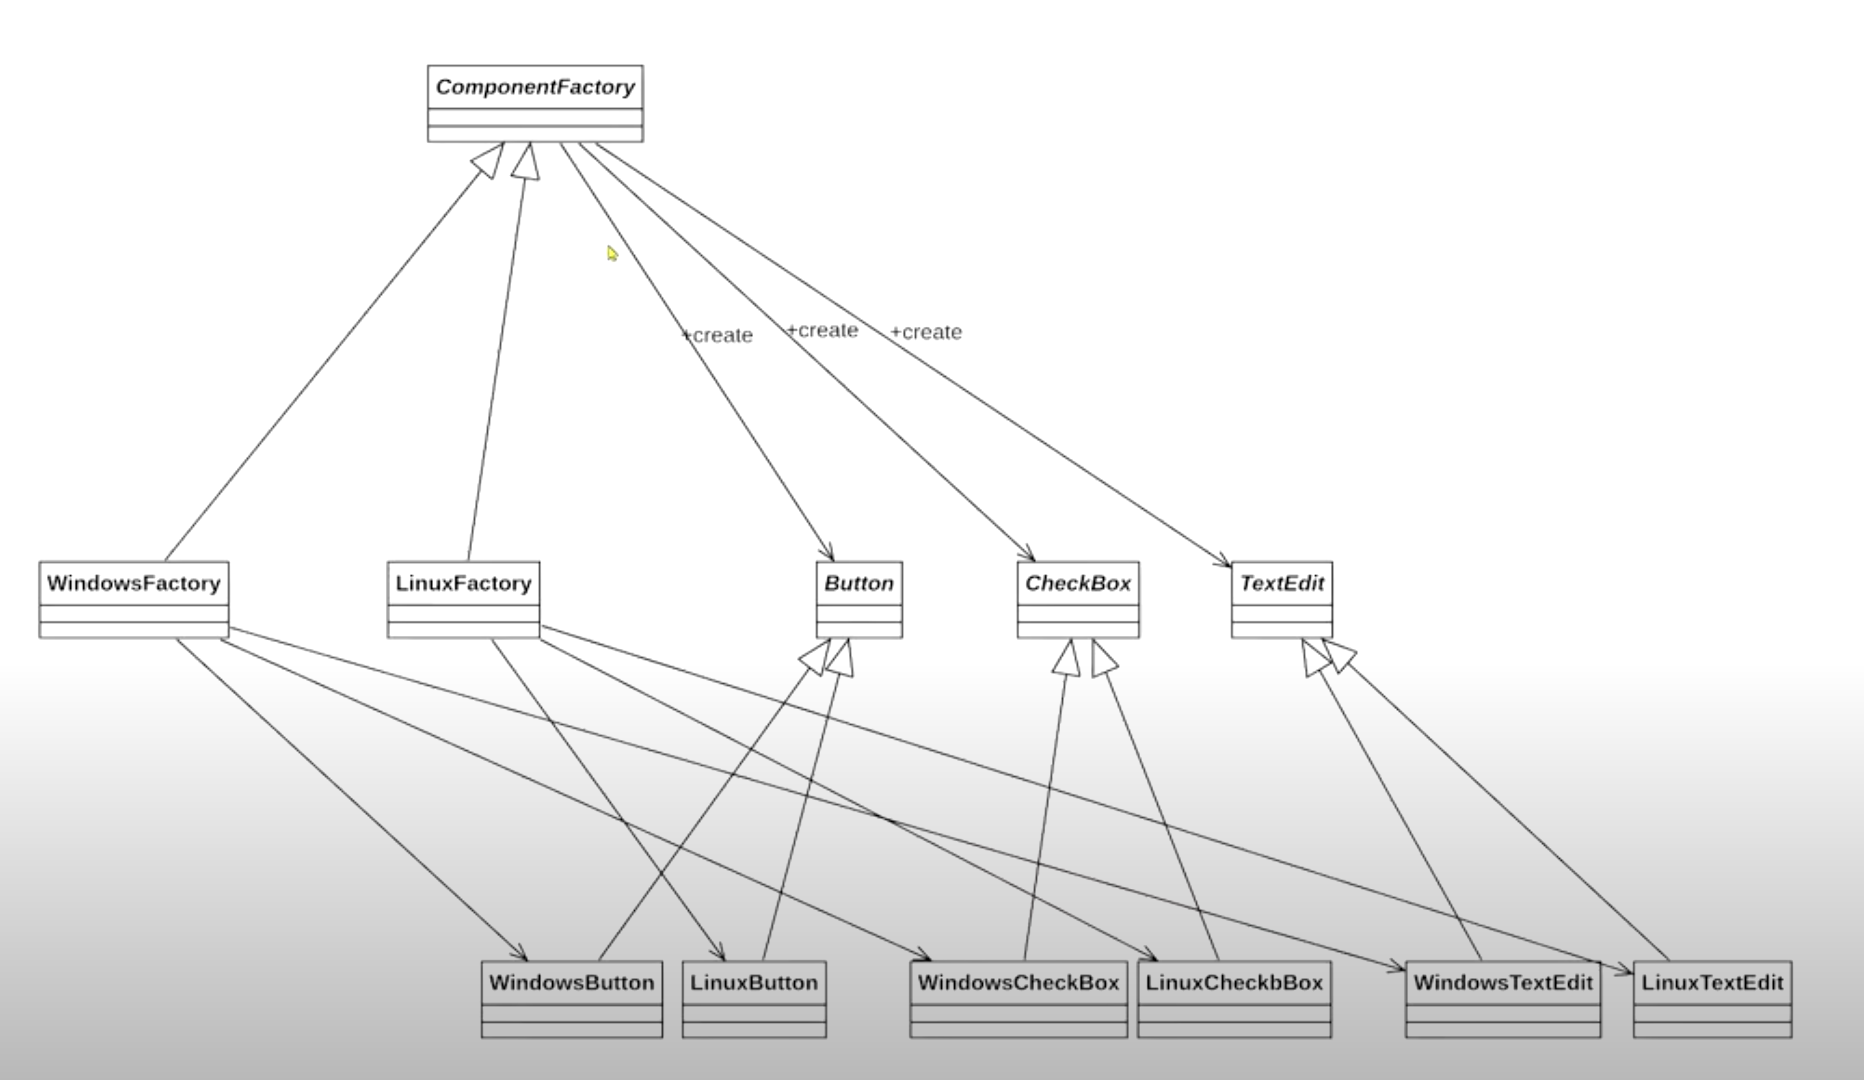 ComponentFactory
+create
+create
+create
WindowsFactory
LinuxFactory
Button
CheckBox
TextEdit
WindowsButton
LinuxButton
WindowsCheckBox
LinuxCheckbBox
WindowsTextEdit
LinuxTextEdit